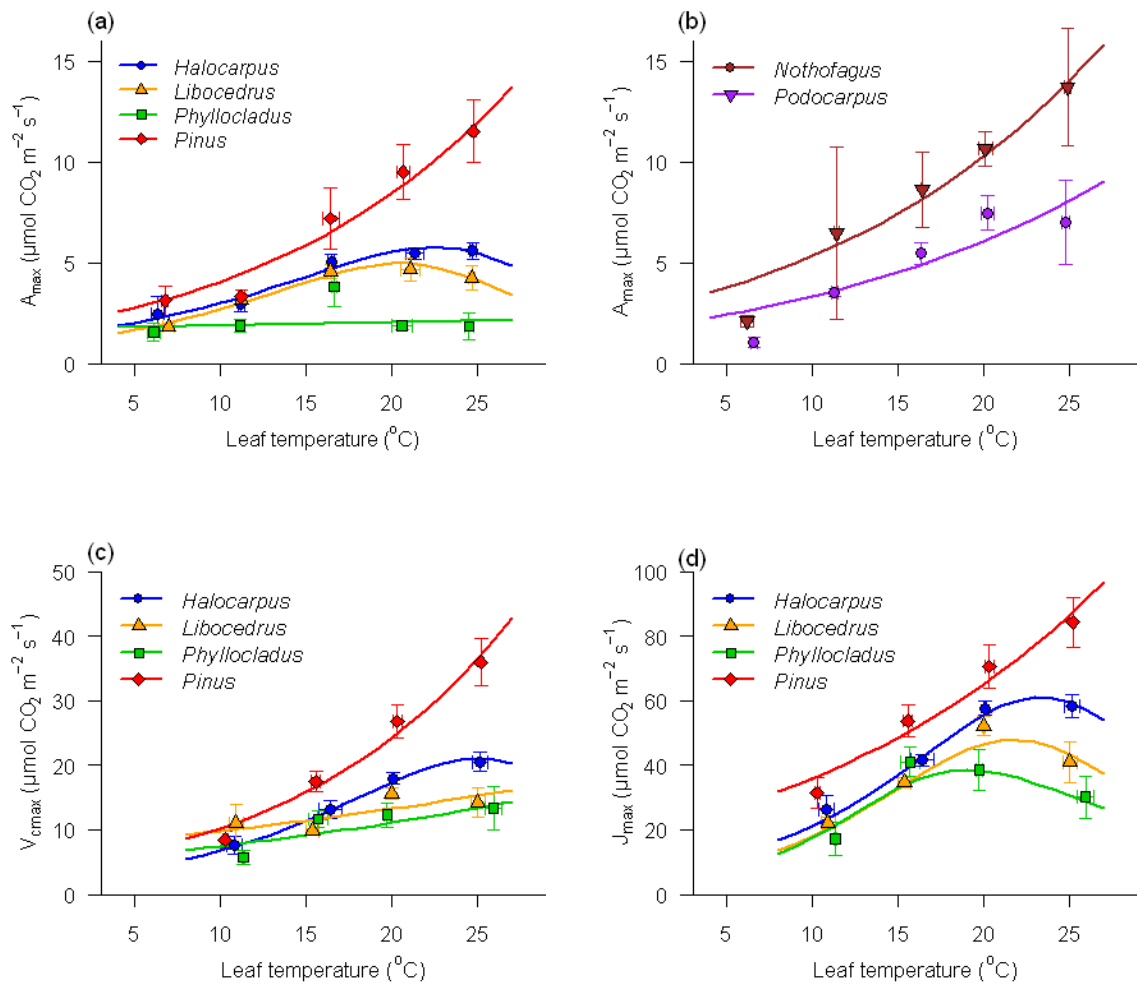 (a)
Halocarpus
Libocedrus
Phyllocladus
Pinus
A_max (µmol CO₂ m⁻² s⁻¹)
15
10
5
0
5 10 15 20 25
Leaf temperature (°C)
(b)
Nothofagus
Podocarpus
A_max (µmol CO₂ m⁻² s⁻¹)
15
10
5
0
5 10 15 20 25
Leaf temperature (°C)
(c)
Halocarpus
Libocedrus
Phyllocladus
Pinus
V_cmax (µmol CO₂ m⁻² s⁻¹)
50
40
30
20
10
0
5 10 15 20 25
Leaf temperature (°C)
(d)
Halocarpus
Libocedrus
Phyllocladus
Pinus
J_max (µmol CO₂ m⁻² s⁻¹)
100
80
60
40
20
0
5 10 15 20 25
Leaf temperature (°C)